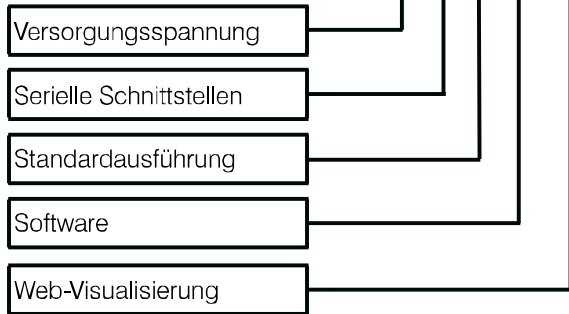 Versorgungsspannung
Serielle Schnittstellen
Standardausführung
Software
Web-Visualisierung